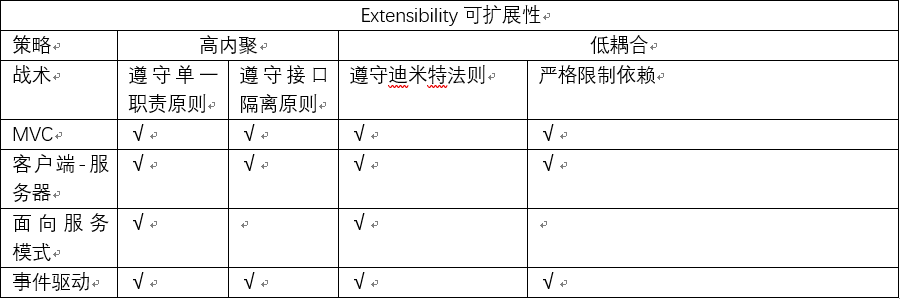 Extensibility 可扩展性
策略 高内聚 低耦合
战术 遵守单一职责原则 遵守接口隔离原则 遵守迪米特法则 严格限制依赖
MVC √ √ √ √
客户端-服务器 √ √ √ √
面向服务模式 √ √
事件驱动 √ √ √ √